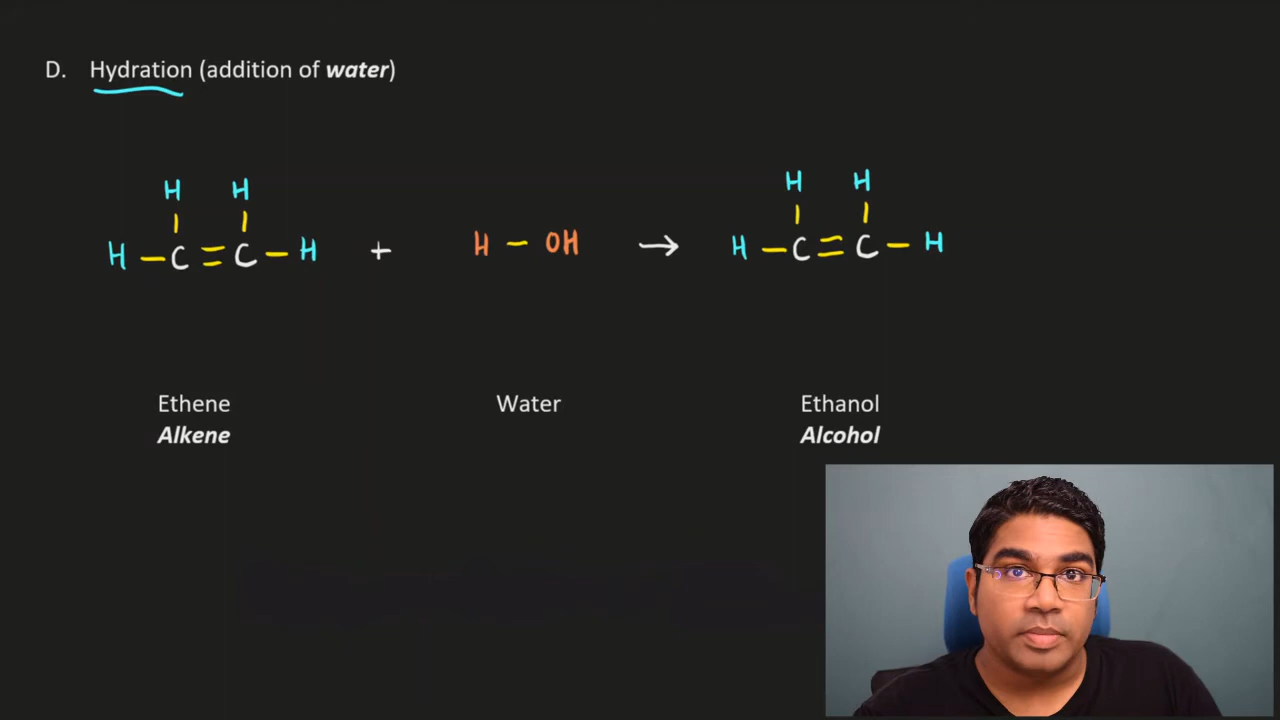 D. Hydration (addition of water)
H H H H
H – C = C – H + H – OH → H – C = C – H
Ethene Water Ethanol
Alkene Alcohol